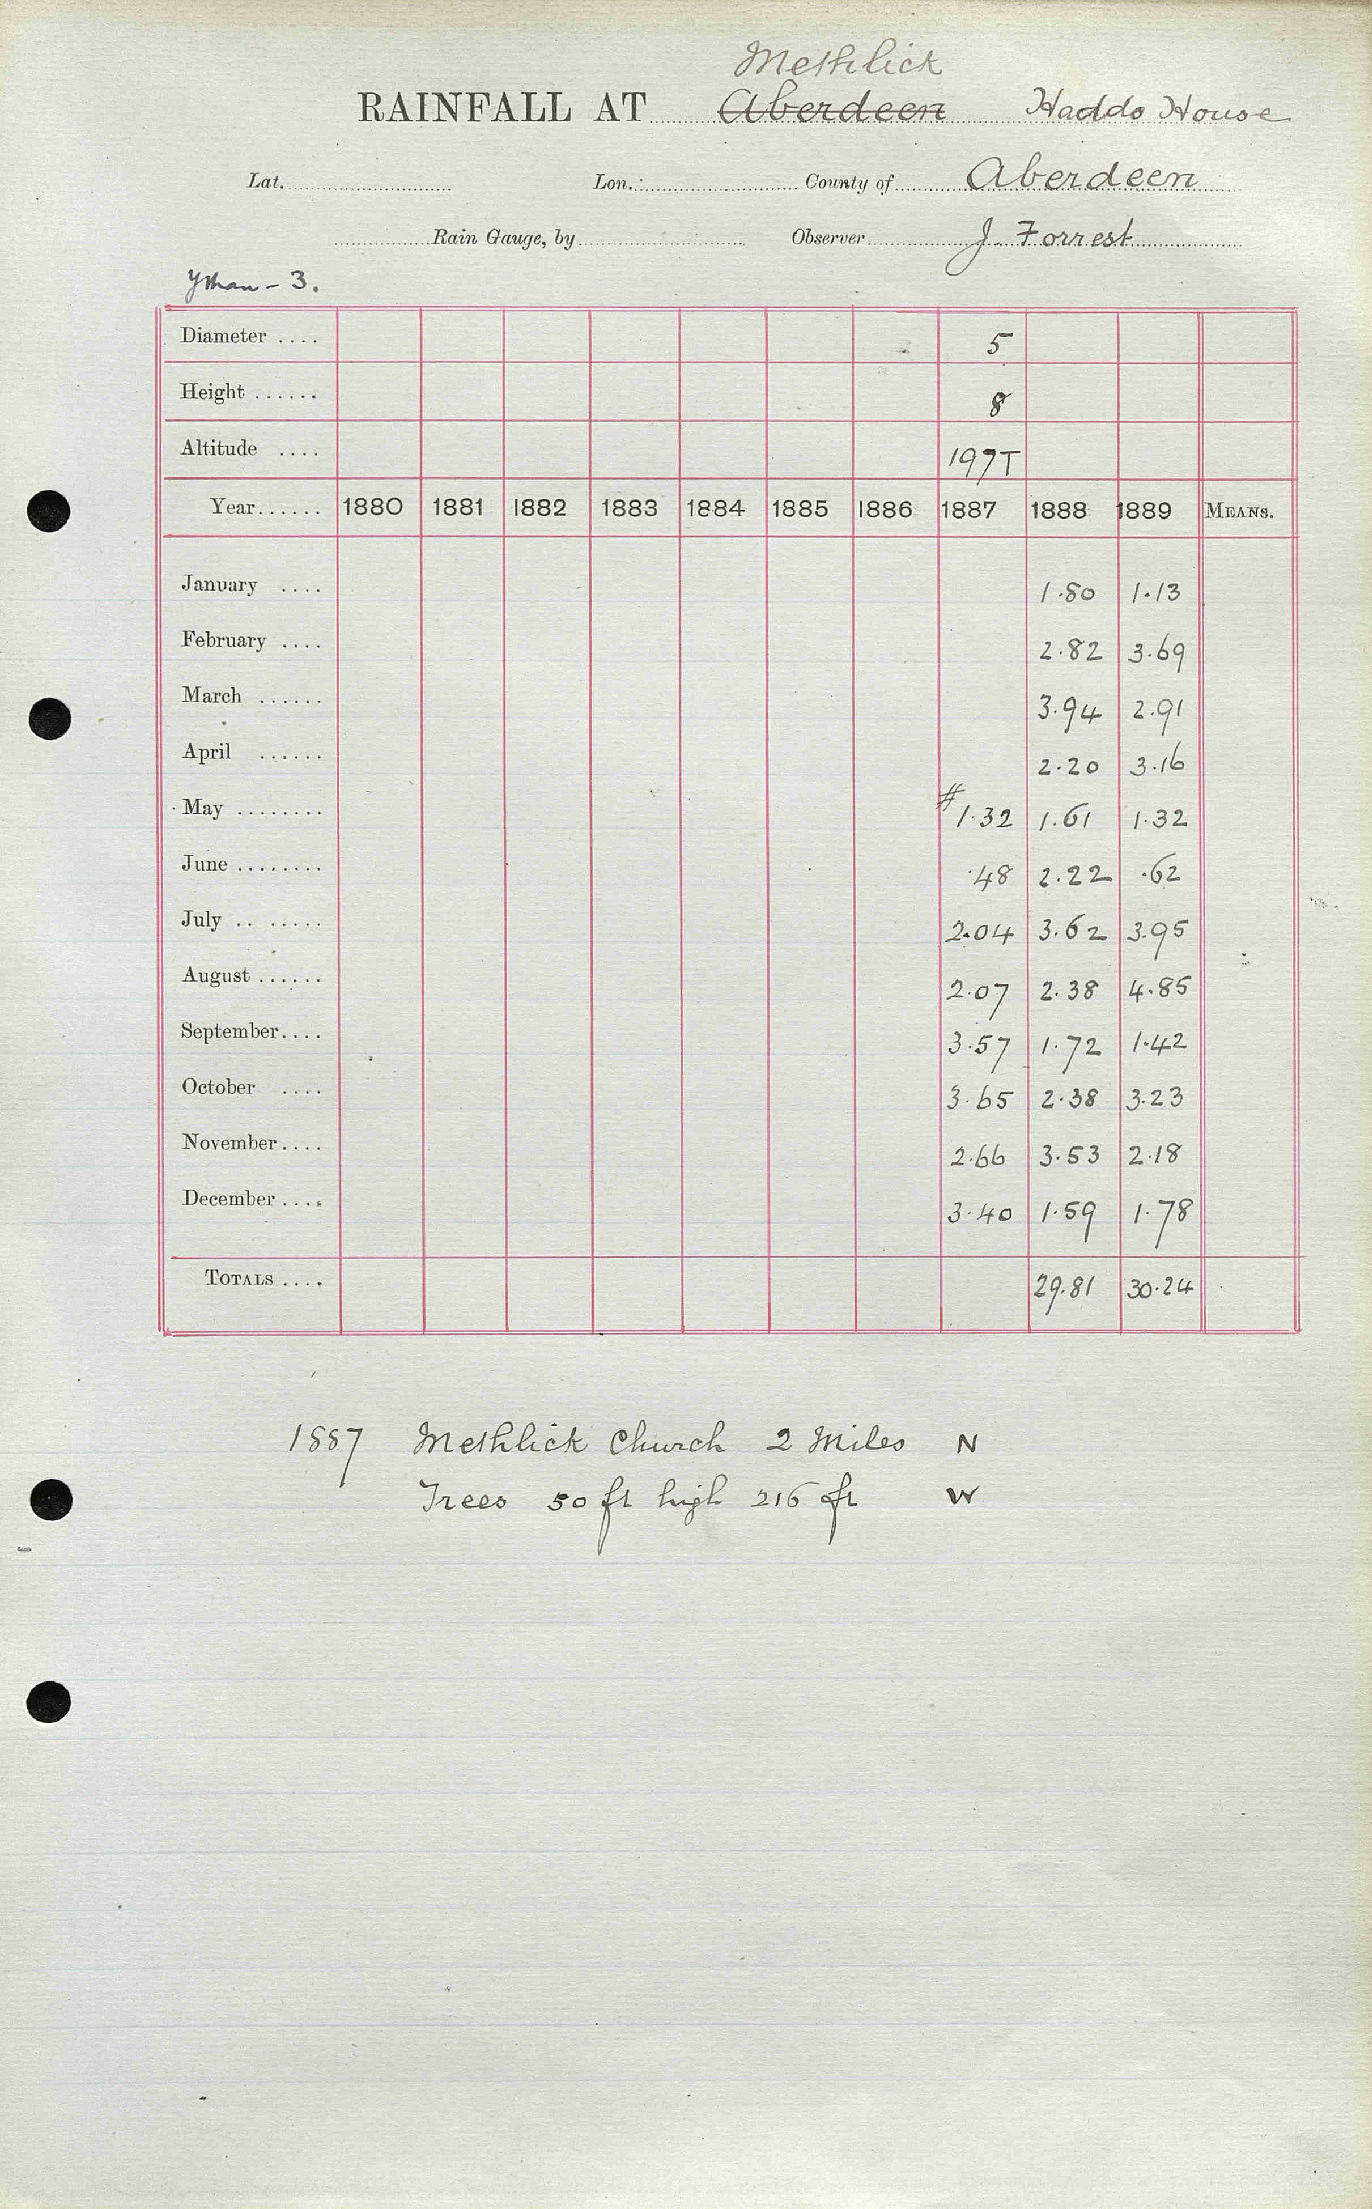 Methlick
RAINFALL AT Aberdeen Haddo House
Lat. Lon. County of Aberdeen
Rain Gauge, by Observer J. Forrest
Ythan - 3.
Diameter .... 5
Height ...... 8
Altitude .... 197T
Year...... 1880 1881 1882 1883 1884 1885 1886 1887 1888 1889 MEANS.
January .... 1.80 1.13
February .... 2.82 3.69
March ...... 3.94 2.91
April ...... 2.20 3.16
May ........ #1.32 1.61 1.32
June ........ .48 2.22 .62
July .. ...... 2.04 3.62 3.95
August ...... 2.07 2.38 4.85
September.... 3.57 1.72 1.42
October .... 3.65 2.38 3.23
November.... 2.66 3.53 2.18
December .... 3.40 1.59 1.78
TOTALS .... 29.81 30.24
1887 Methlick Church 2 Miles N
Trees 50 ft high 216 ft W